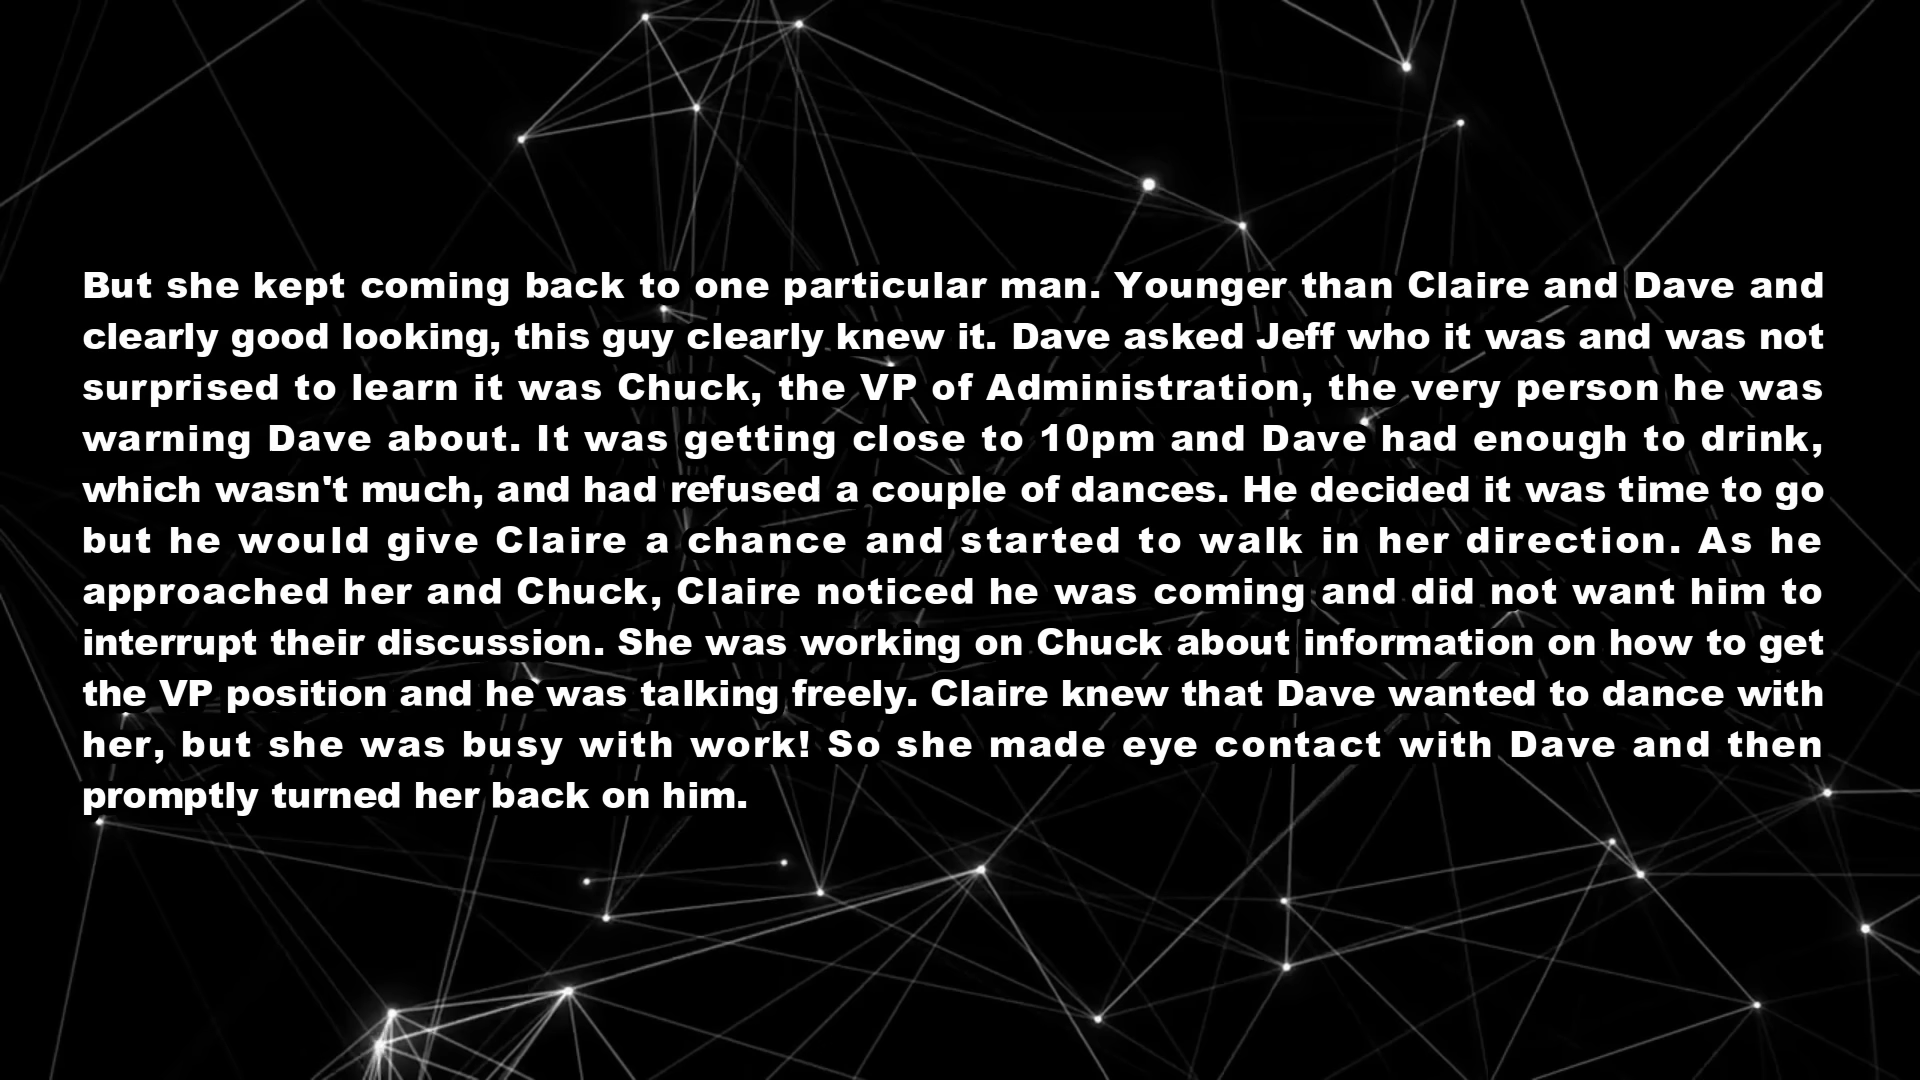 But she kept coming back to one particular man. Younger than Claire and Dave and
clearly good looking, this guy clearly knew it. Dave asked Jeff who it was and was not
surprised to learn it was Chuck, the VP of Administration, the very person he was
warning Dave about. It was getting close to 10pm and Dave had enough to drink,
which wasn't much, and had refused a couple of dances. He decided it was time to go
but he would give Claire a chance and started to walk in her direction. As he
approached her and Chuck, Claire noticed he was coming and did not want him to
interrupt their discussion. She was working on Chuck about information on how to get
the VP position and he was talking freely. Claire knew that Dave wanted to dance with
her, but she was busy with work! So she made eye contact with Dave and then
promptly turned her back on him.